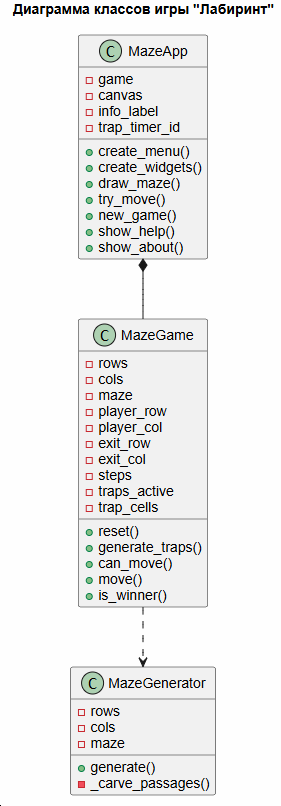 Диаграмма классов игры "Лабиринт"
C MazeApp
game
canvas
info_label
trap_timer_id
create_menu()
create_widgets()
draw_maze()
try_move()
new_game()
show_help()
show_about()
C MazeGame
rows
cols
maze
player_row
player_col
exit_row
exit_col
steps
traps_active
trap_cells
reset()
generate_traps()
can_move()
move()
is_winner()
C MazeGenerator
rows
cols
maze
generate()
_carve_passages()